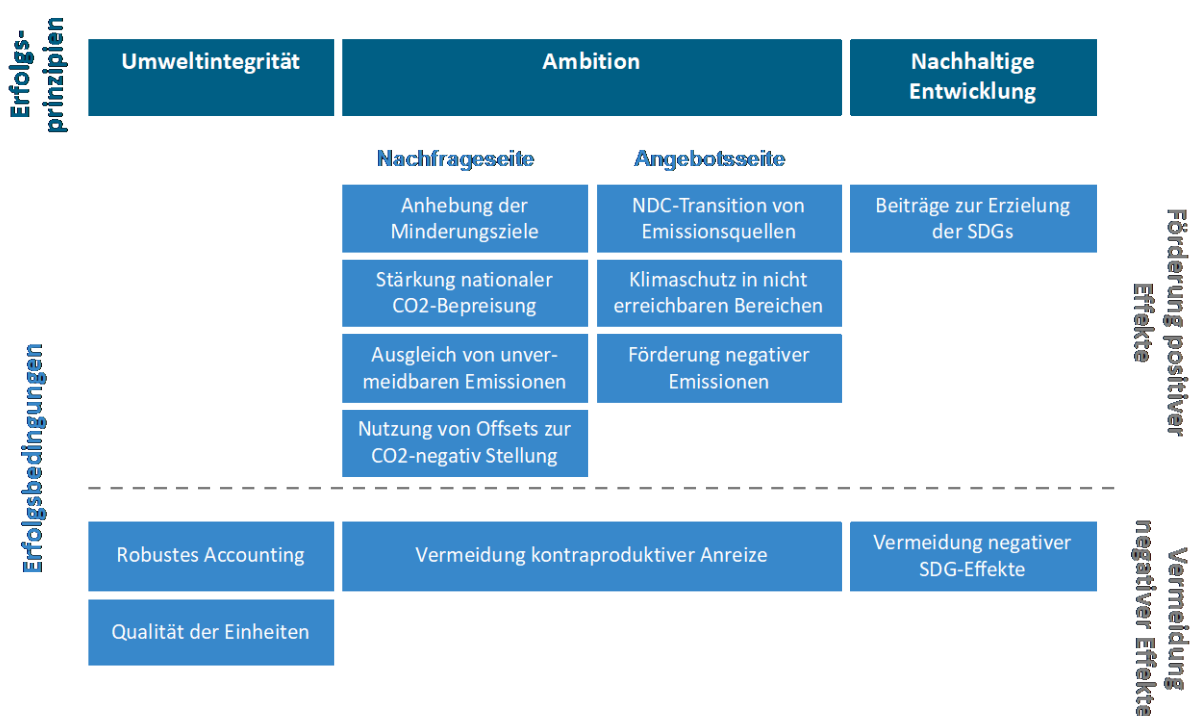 Erfolgs-
prinzipien
Umweltintegrität
Ambition
Nachhaltige
Entwicklung
Nachfrageseite
Angebotsseite
Anhebung der
Minderungsziele
NDC-Transition von
Emissionsquellen
Beiträge zur Erzielung
der SDGs
Stärkung nationaler
CO2-Bepreisung
Klimaschutz in nicht
erreichbaren Bereichen
Ausgleich von unver-
meidbaren Emissionen
Förderung negativer
Emissionen
Nutzung von Offsets zur
CO2-negativ Stellung
Förderung positiver
Effekte
Erfolgsbedingungen
Robustes Accounting
Vermeidung kontraproduktiver Anreize
Vermeidung negativer
SDG-Effekte
Qualität der Einheiten
Vermeidung
negativer Effekte